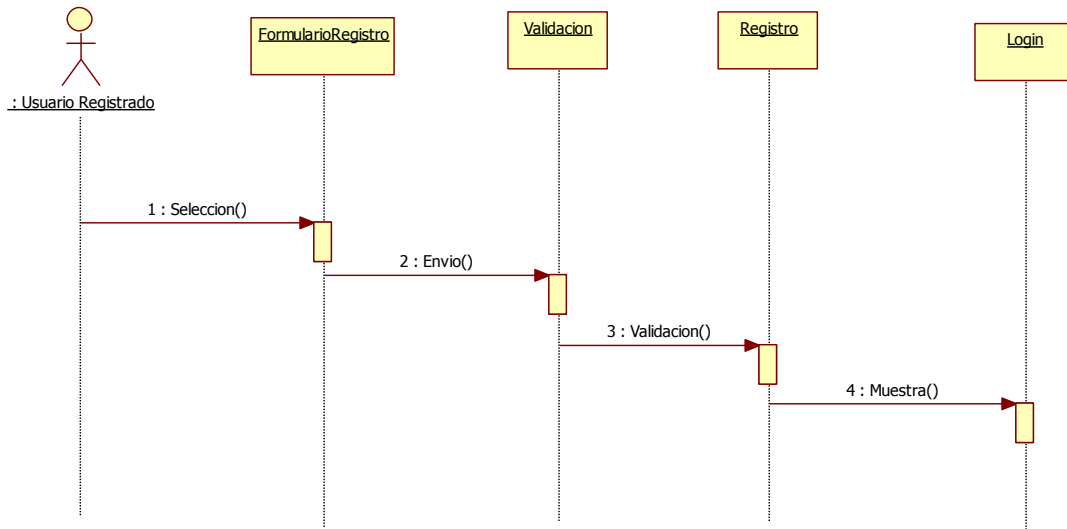 : Usuario Registrado
FormularioRegistro
Validacion
Registro
Login
1 : Seleccion()
2 : Envio()
3 : Validacion()
4 : Muestra()